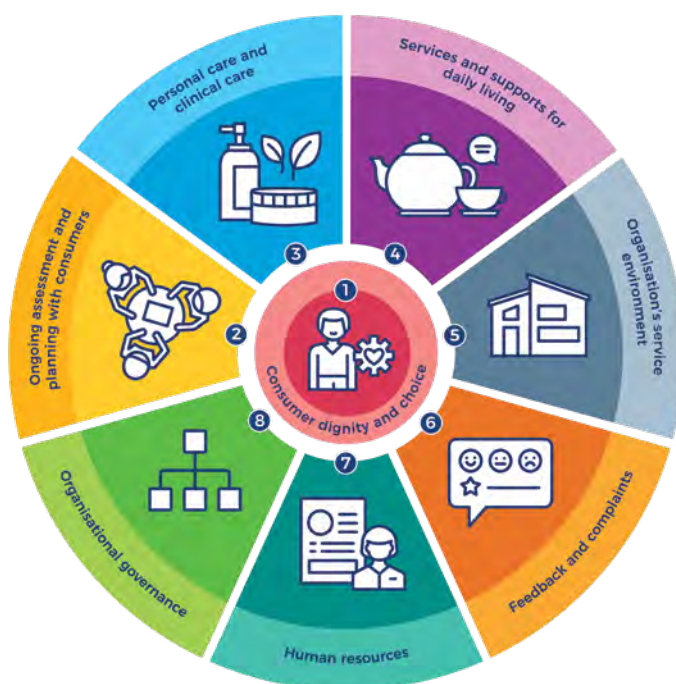 1
Consumer dignity and choice
2
Ongoing assessment and
planning with consumers
3
Personal care and
clinical care
4
Services and supports for
daily living
5
Organisation's service
environment
6
Feedback and complaints
7
Human resources
8
Organisational governance